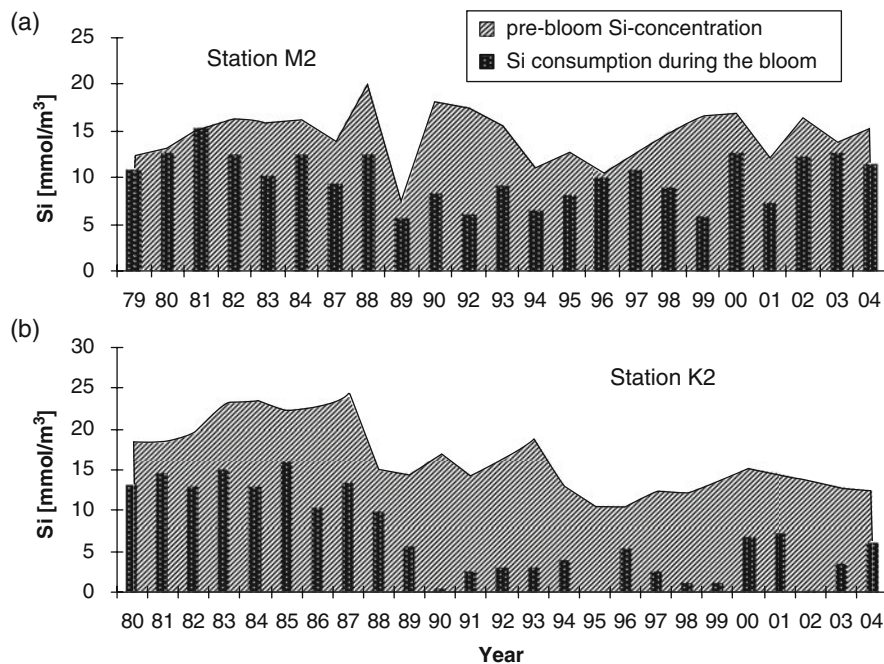 (a)
25
20
15
10
5
0
Si [mmol/m³]
Station M2
pre-bloom Si-concentration
Si consumption during the bloom
79 80 81 82 83 84 87 88 89 90 92 93 94 95 96 97 98 99 00 01 02 03 04
(b)
30
25
20
15
10
5
0
Si [mmol/m³]
Station K2
80 81 82 83 84 85 86 87 88 89 90 91 92 93 94 95 96 97 98 99 00 01 02 03 04
Year